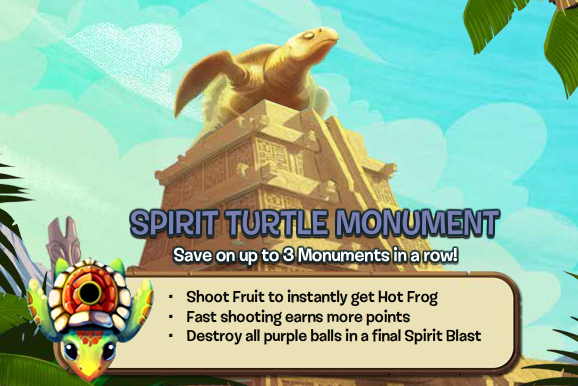 SPIRIT TURTLE MONUMENT
Save on up to 3 Monuments in a row!
• Shoot Fruit to instantly get Hot Frog
• Fast shooting earns more points
• Destroy all purple balls in a final Spirit Blast